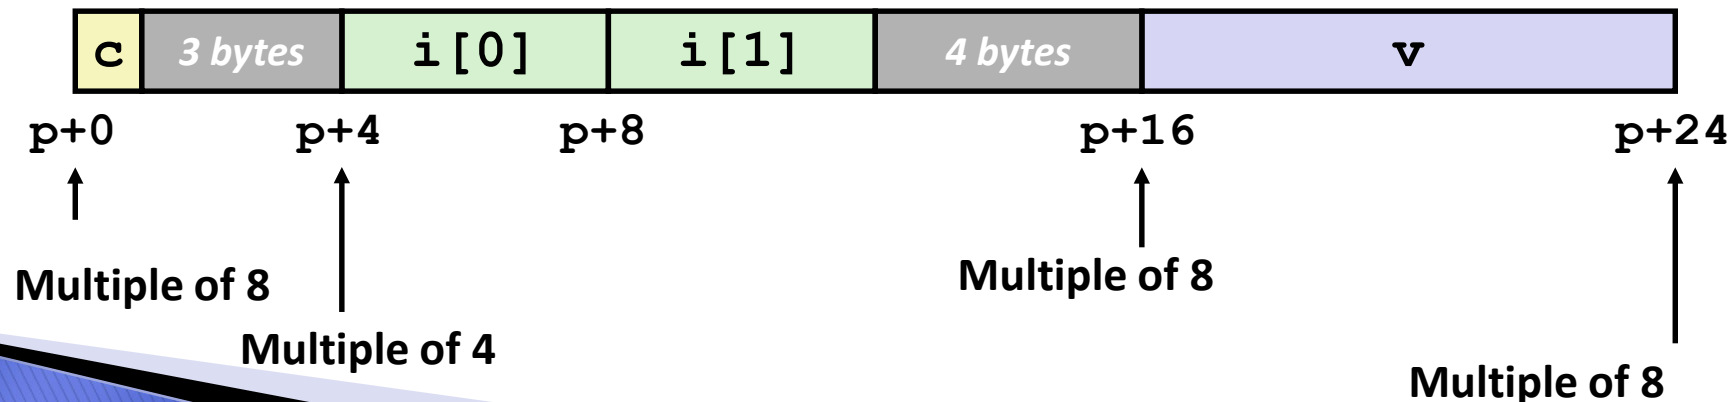 c 3 bytes i[0] i[1] 4 bytes v
p+0 p+4 p+8 p+16 p+24
Multiple of 8 Multiple of 8
Multiple of 4
Multiple of 8